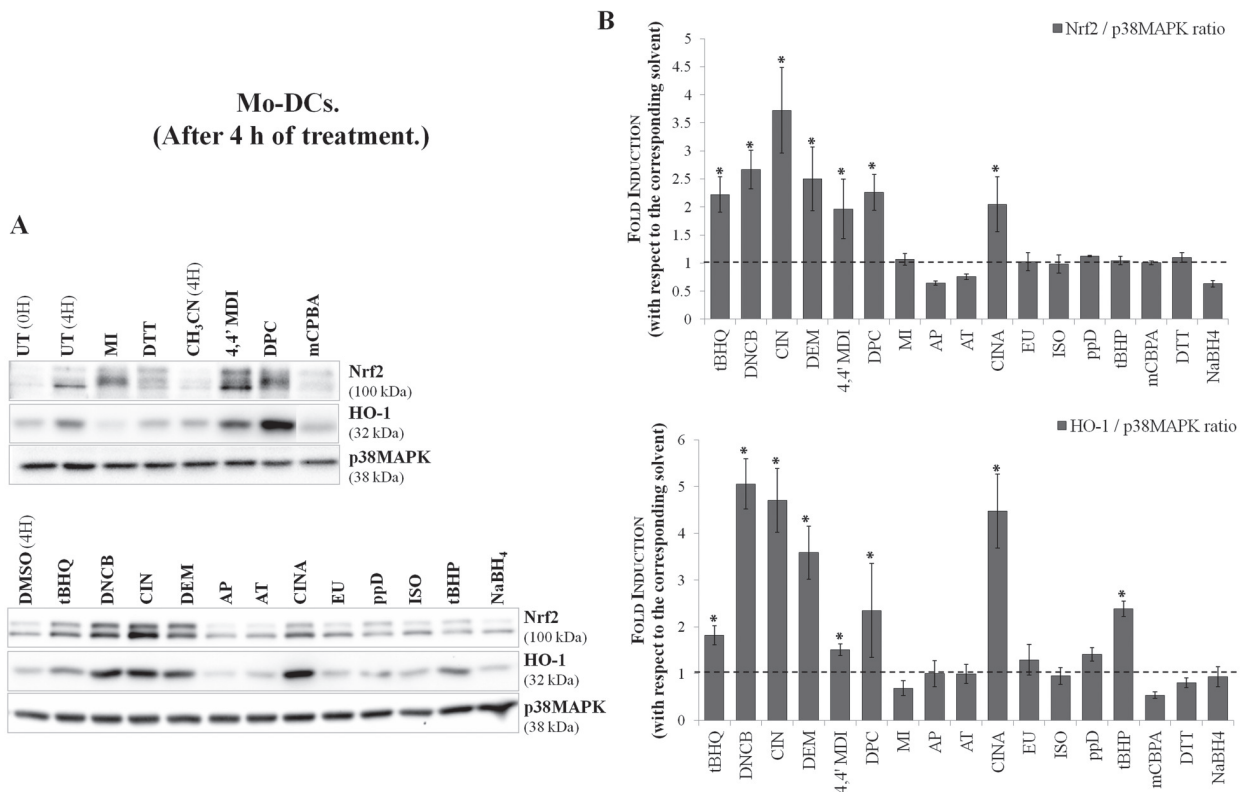 Mo-DCs.
(After 4 h of treatment.)
A
UT (0H)
UT (4H)
MI
DTT
CH₃CN (4H)
4,4' MDI
DPC
mCPBA
Nrf2
(100 kDa)
HO-1
(32 kDa)
p38MAPK
(38 kDa)
DMSO (4H)
tBHQ
DNCB
CIN
DEM
AP
AT
CINA
EU
ppD
ISO
tBHP
NaBH₄
Nrf2
(100 kDa)
HO-1
(32 kDa)
p38MAPK
(38 kDa)
B
Nrf2 / p38MAPK ratio
FOLD INDUCTION
(with respect to the corresponding solvent)
5
4.5
4
3.5
3
2.5
2
1.5
1
0.5
0
* * * * * * *
tBHQ
DNCB
CIN
DEM
4,4' MDI
DPC
MI
AP
AT
CINA
EU
ISO
ppD
tBHP
mCBPA
DTT
NaBH4
HO-1 / p38MAPK ratio
FOLD INDUCTION
(with respect to the corresponding solvent)
6
5
4
3
2
1
0
* * * * * * * *
tBHQ
DNCB
CIN
DEM
4,4' MDI
DPC
MI
AP
AT
CINA
EU
ISO
ppD
tBHP
mCBPA
DTT
NaBH4